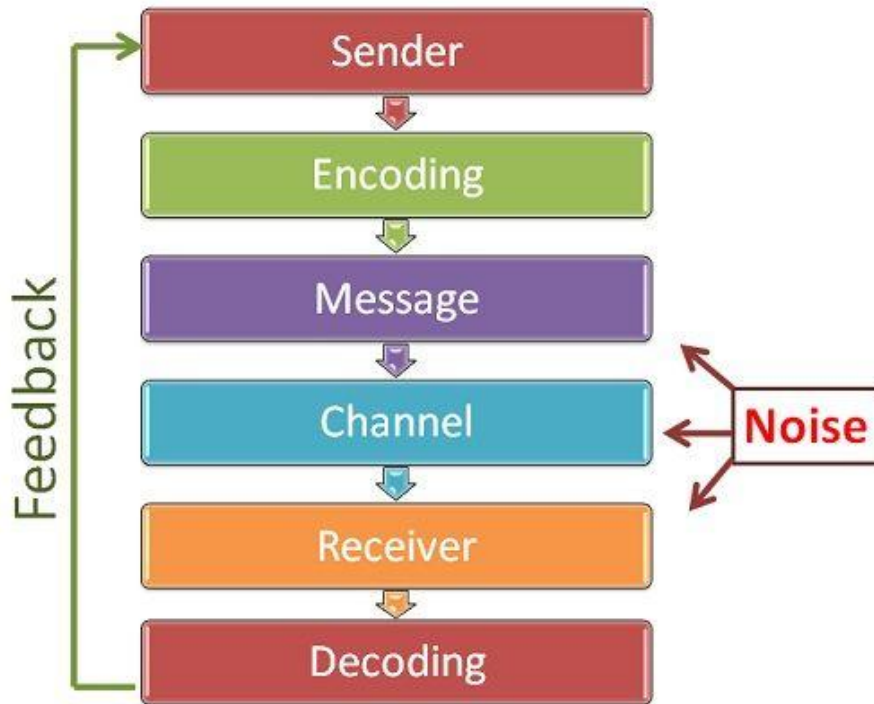 Sender
Encoding
Message
Channel
Receiver
Decoding
Feedback
Noise